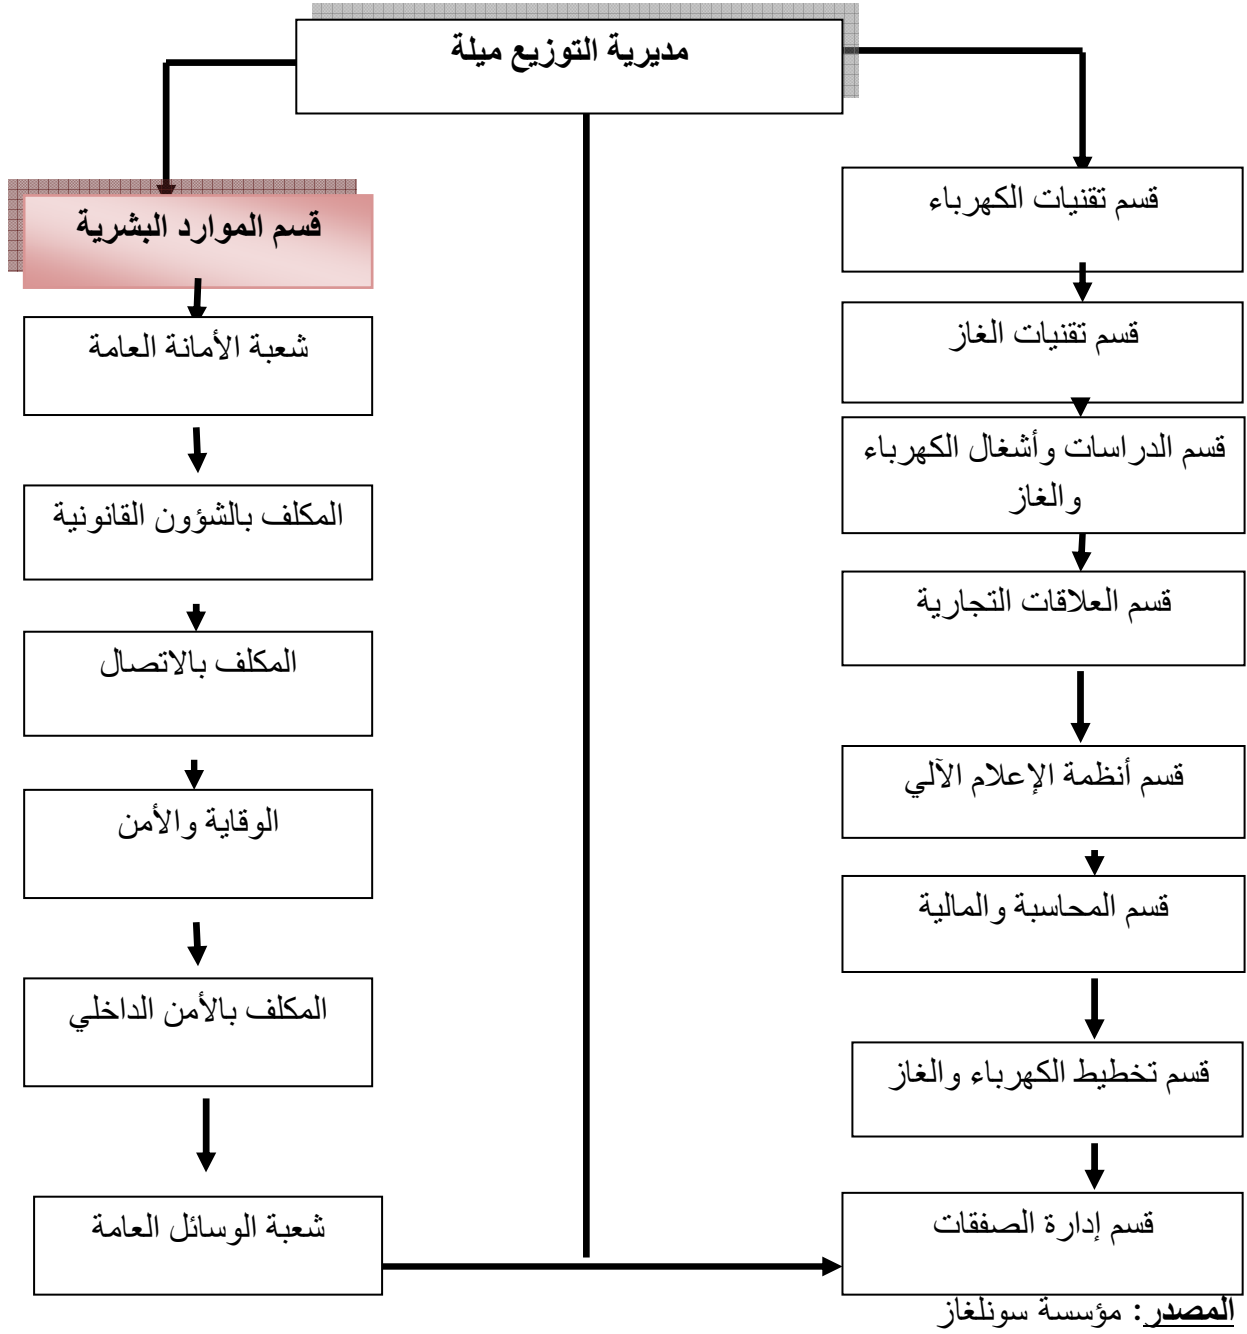 مديرية التوزيع ميلة
قسم تقنيات الكهرباء
قسم تقنيات الغاز
قسم الدراسات وأشغال الكهرباء
والغاز
قسم العلاقات التجارية
قسم أنظمة الإعلام الآلي
قسم المحاسبة والمالية
قسم تخطيط الكهرباء والغاز
قسم إدارة الصفقات
قسم الموارد البشرية
شعبة الأمانة العامة
المكلف بالشؤون القانونية
المكلف بالاتصال
الوقاية والأمن
المكلف بالأمن الداخلي
شعبة الوسائل العامة
المصدر: مؤسسة سونلغاز